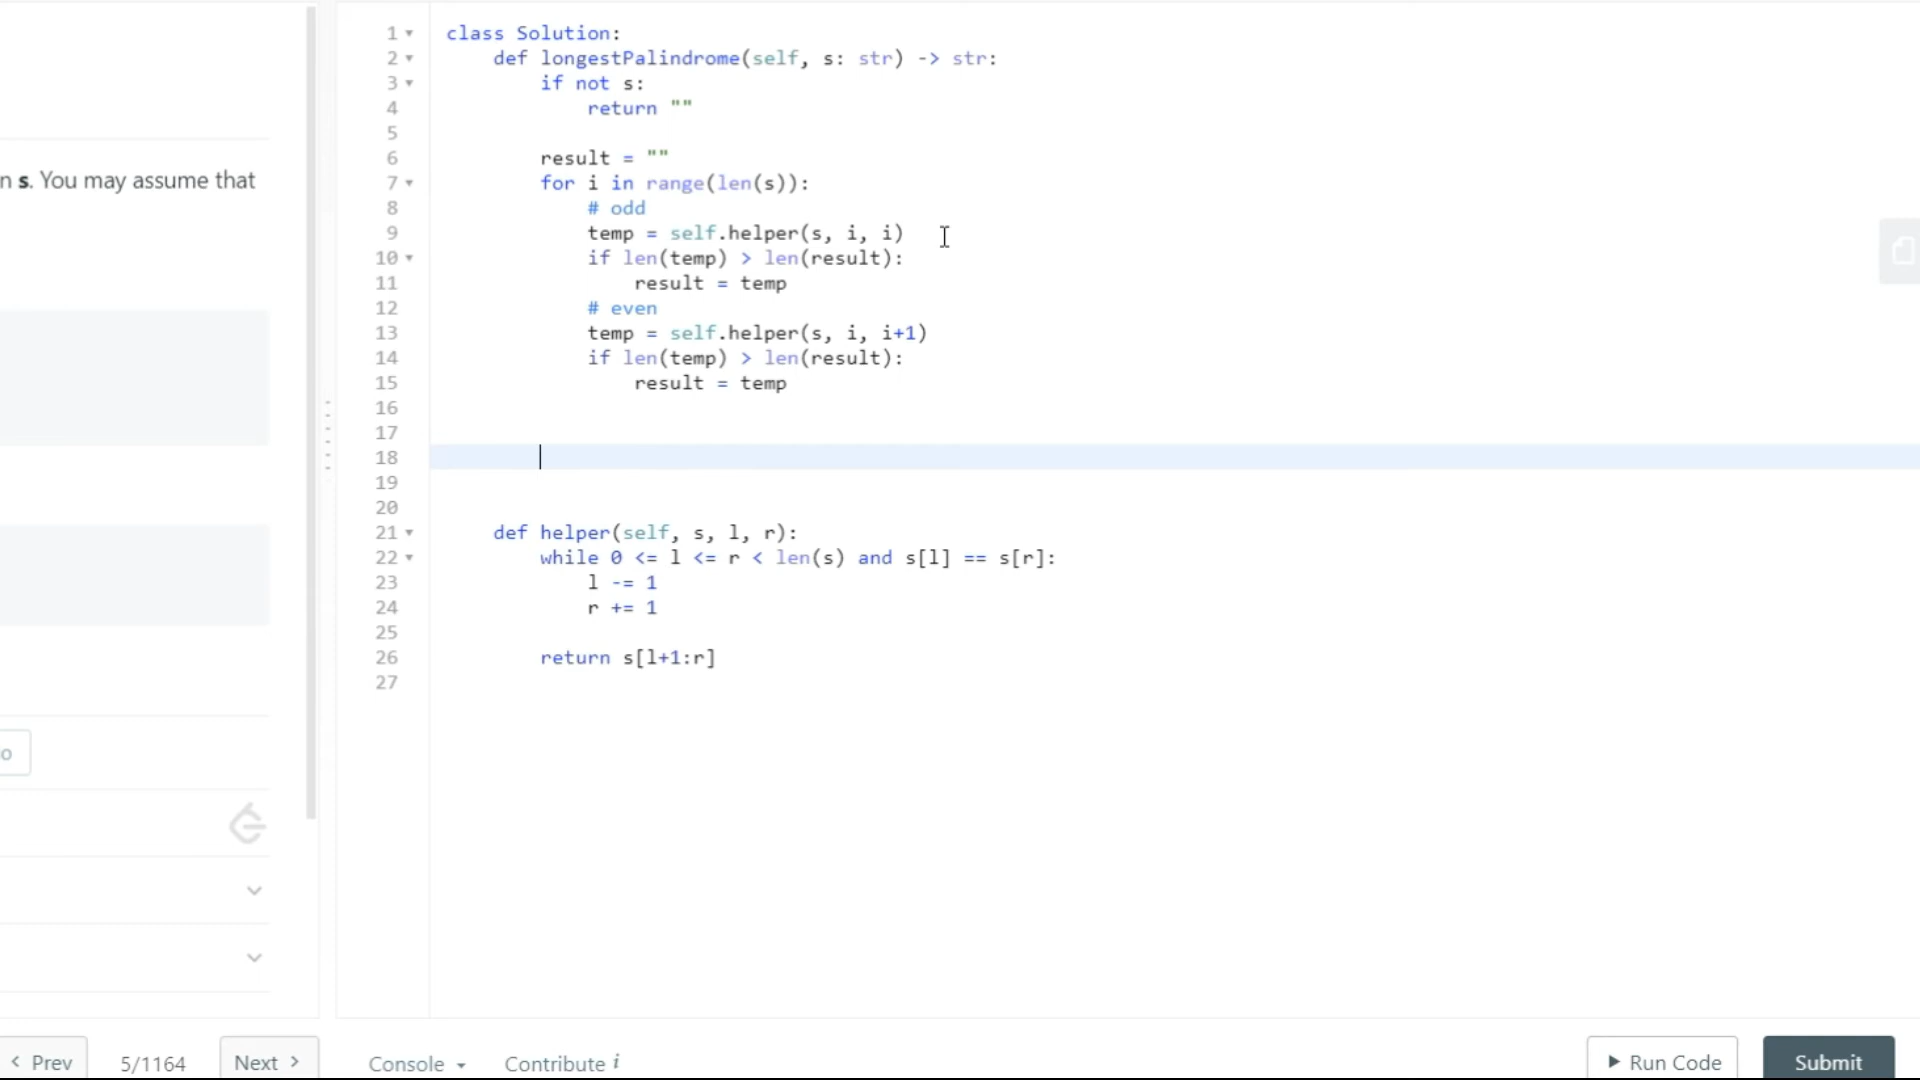 n s. You may assume that
o
1 class Solution:
2     def longestPalindrome(self, s: str) -> str:
3         if not s:
4             return ""
5
6         result = ""
7         for i in range(len(s)):
8             # odd
9             temp = self.helper(s, i, i)
10             if len(temp) > len(result):
11                 result = temp
12             # even
13             temp = self.helper(s, i, i+1)
14             if len(temp) > len(result):
15                 result = temp
16
17
18
19
20
21     def helper(self, s, l, r):
22         while 0 <= l <= r < len(s) and s[l] == s[r]:
23             l -= 1
24             r += 1
25
26         return s[l+1:r]
27
< Prev 5/1164 Next > Console Contribute i Run Code Submit